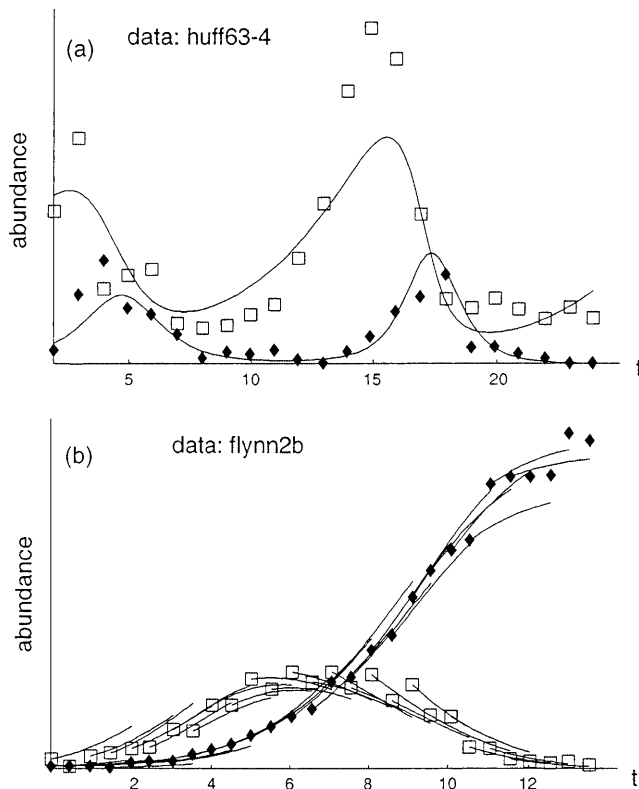 (a)
data: huff63-4
abundance
5 10 15 20 t
(b)
data: flynn2b
abundance
2 4 6 8 10 12 t